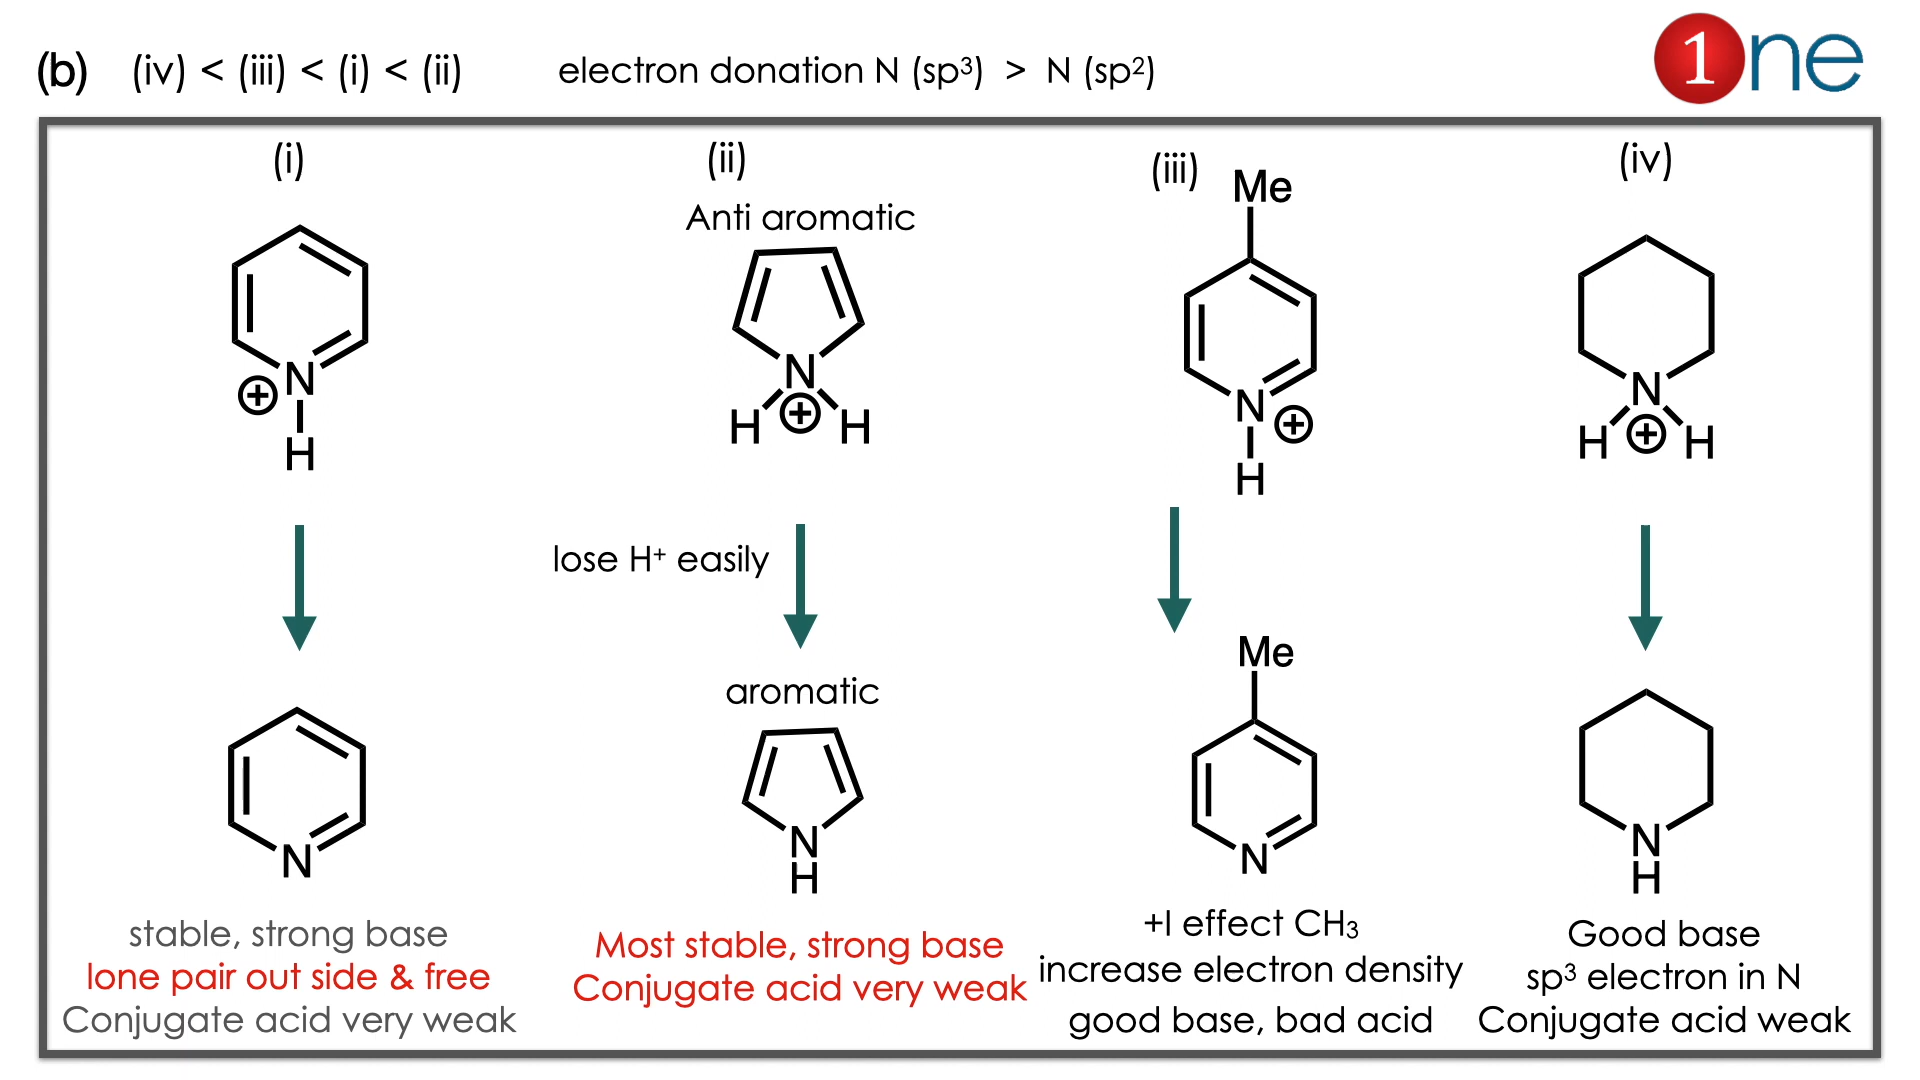 (b) (iv) < (iii) < (i) < (ii) electron donation N (sp³) > N (sp²)
1ne
(i) (ii) (iii) (iv)
Me
Anti aromatic
N ⊕ H
N H ⊕ H
N ⊕ H
N H ⊕ H
lose H⁺ easily
Me
aromatic
N
N H
N
N H
stable, strong base
lone pair out side & free
Conjugate acid very weak
Most stable, strong base
Conjugate acid very weak
+I effect CH₃
increase electron density
good base, bad acid
Good base
sp³ electron in N
Conjugate acid weak